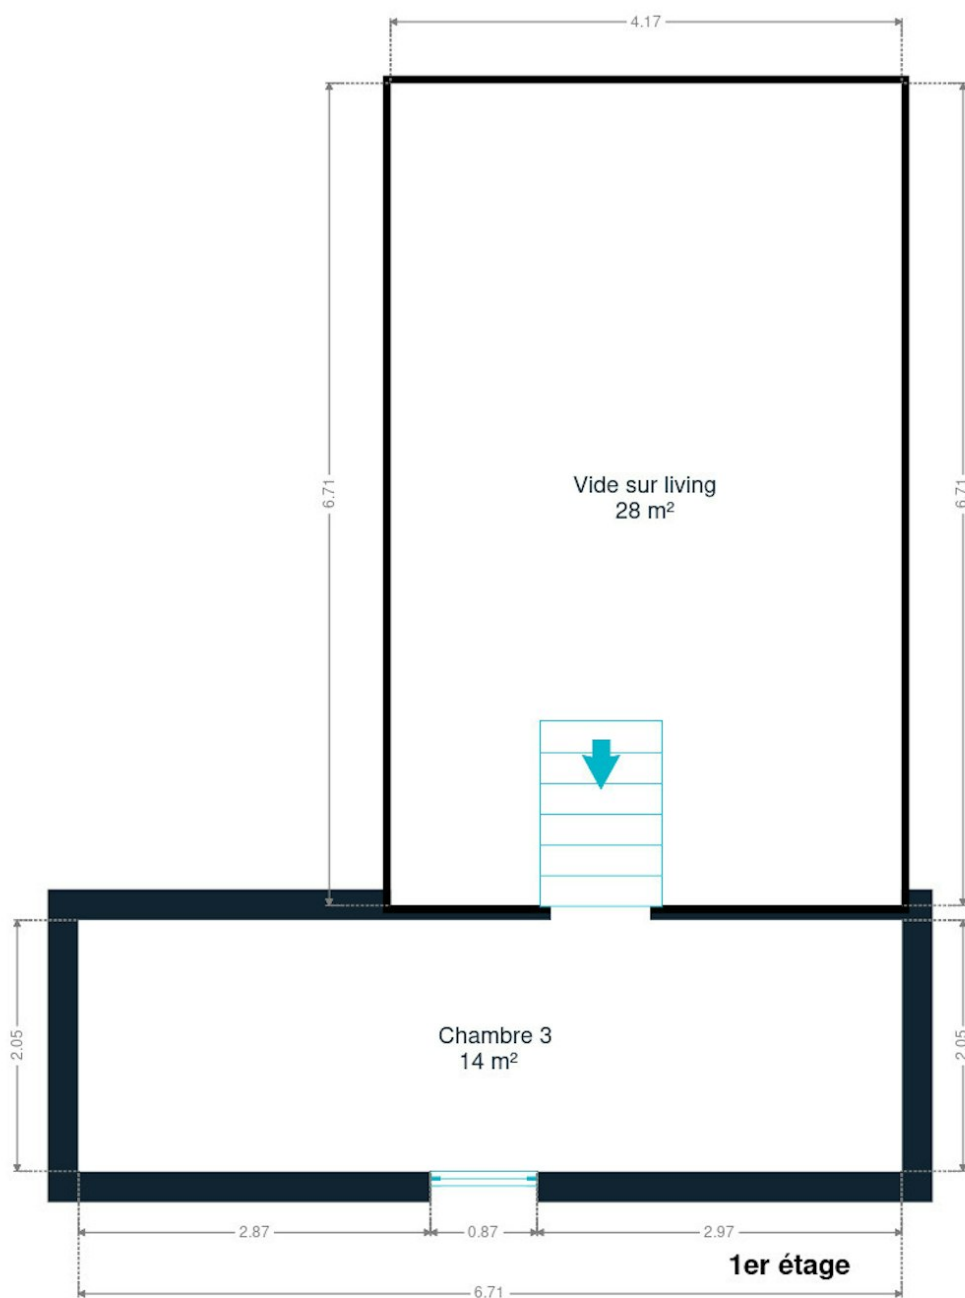 4.17
6.71
6.71
Vide sur living
28 m²
2.05
2.05
Chambre 3
14 m²
2.87
0.87
2.97
1er étage
6.71